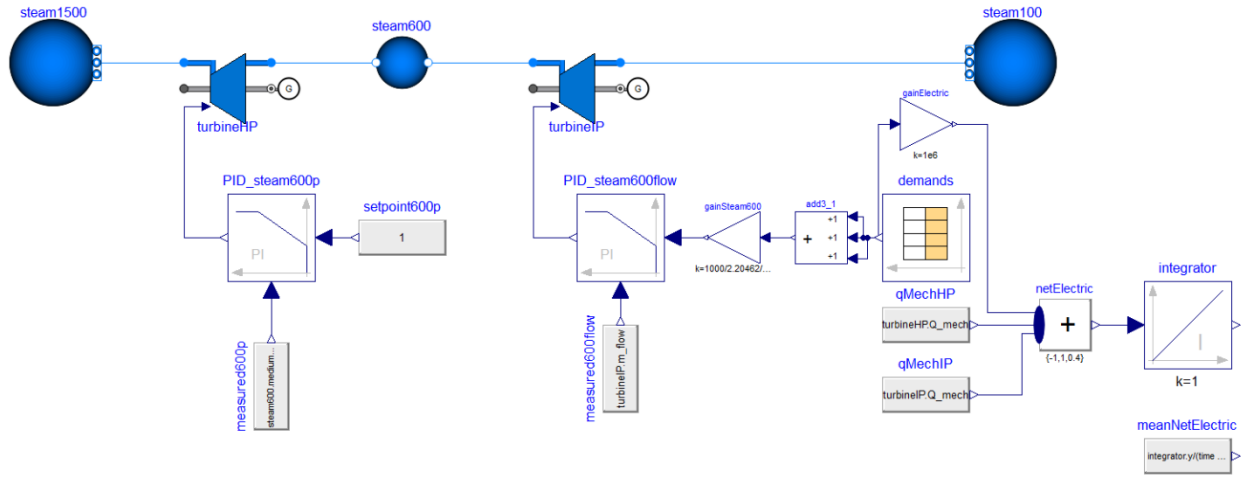 steam1500
steam600
steam100
G
G
turbineHP
turbineIP
gainElectric
k=1e6
PID_steam600p
setpoint600p
PID_steam600flow
gainSteam600
add3_1
demands
PI
1
PI
+1
+
+1
+1
k=1000/2.20462/...
integrator
qMechHP
netElectric
turbineHP.Q_mech
+
I
{-1,1,0.4}
k=1
measured600p
steam600.medium...
measured600flow
turbineIP.m_flow
qMechIP
turbineIP.Q_mech
meanNetElectric
integrator.y/(time ...